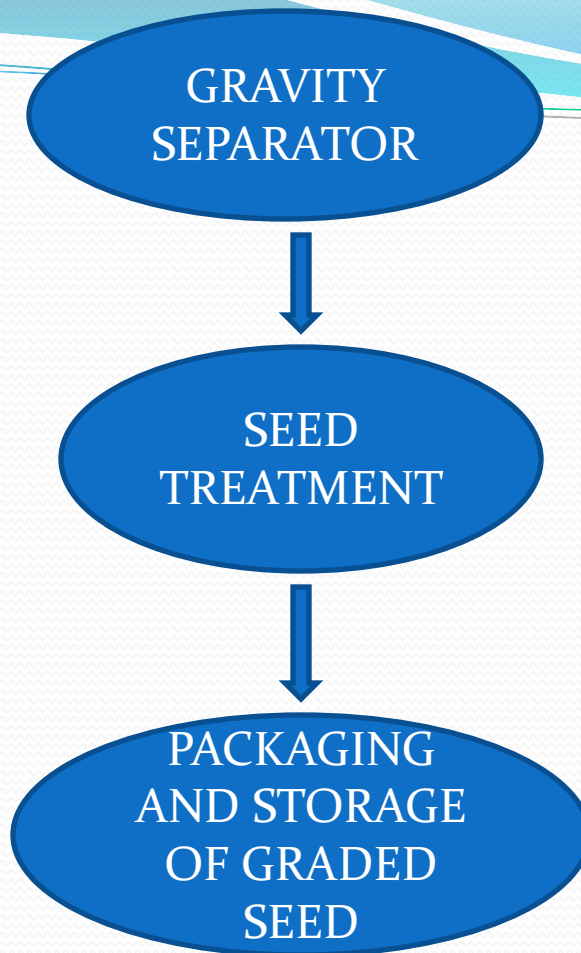 GRAVITY
SEPARATOR
SEED
TREATMENT
PACKAGING
AND STORAGE
OF GRADED
SEED